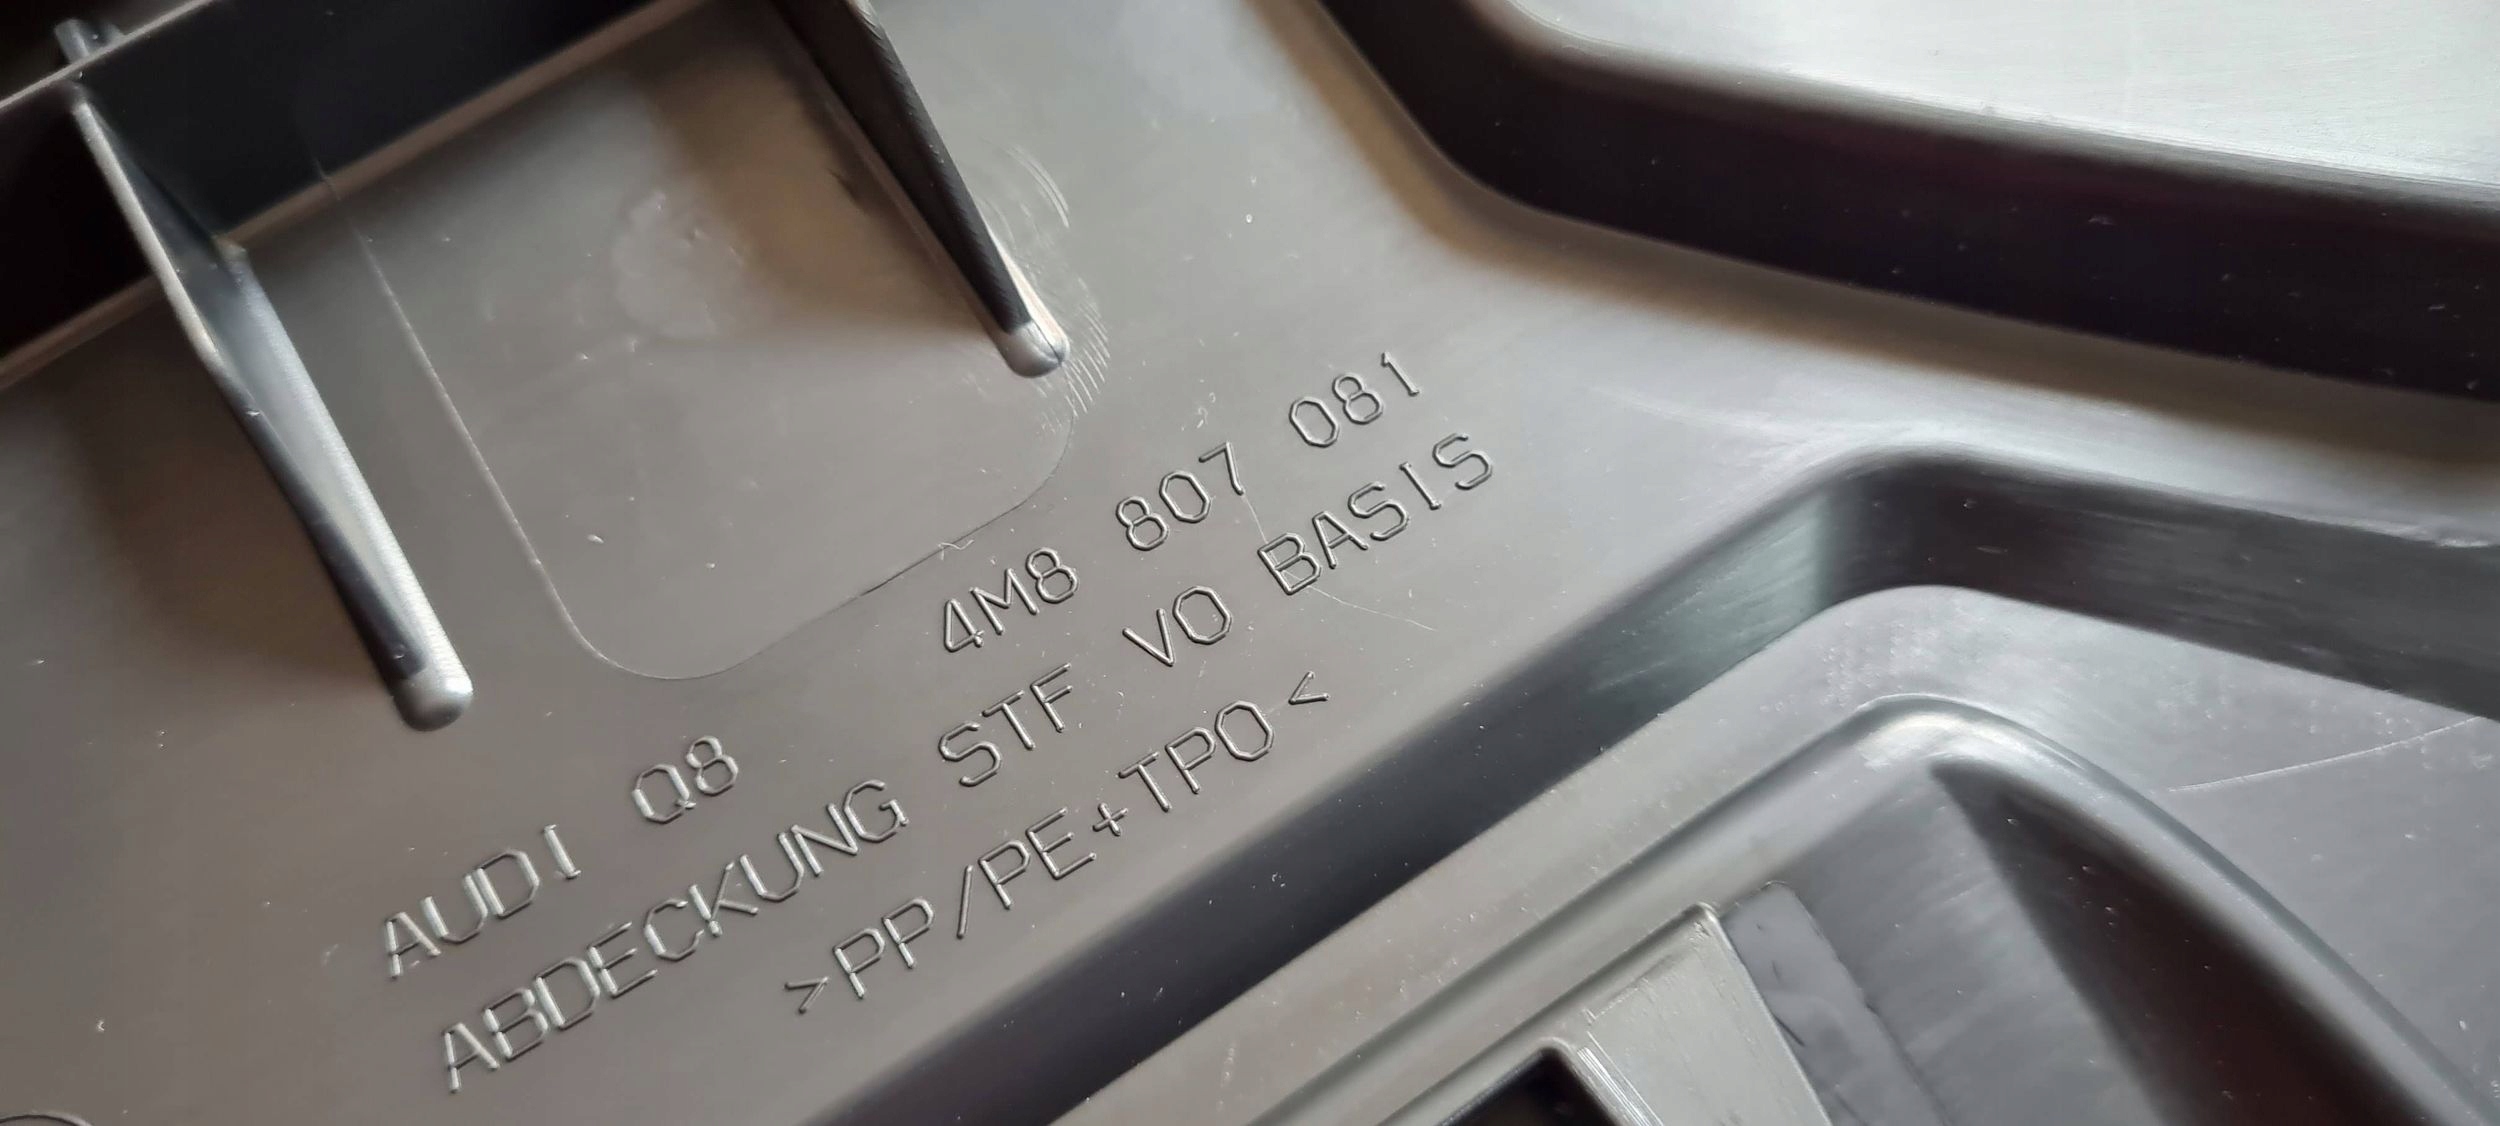 AUDI Q8 4M8 807 081
ABDECKUNG STF VO BASIS
>PP/PE+TPO<